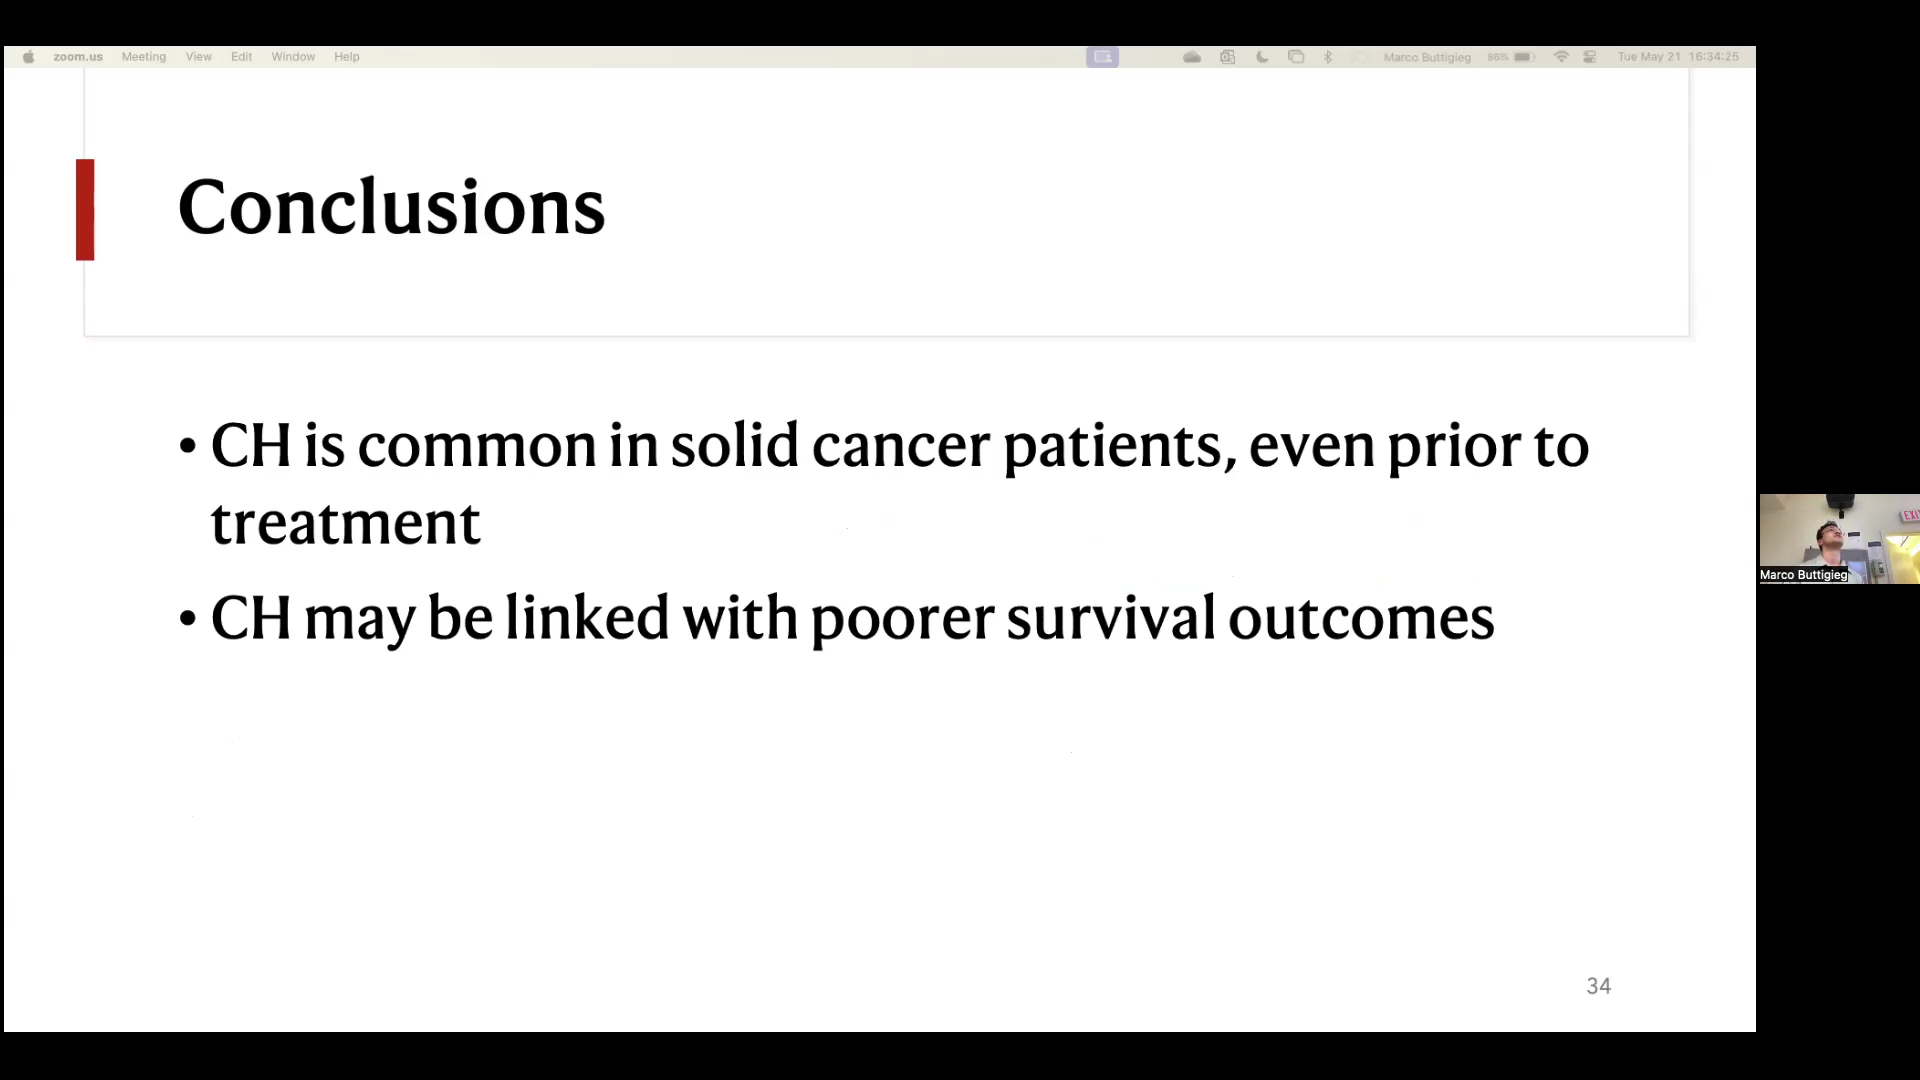 zoom.us Meeting View Edit Window Help Marco Buttigieg 86% Tue May 21 16:34:25
Conclusions
• CH is common in solid cancer patients, even prior to
treatment
• CH may be linked with poorer survival outcomes
EXI
Marco Buttigieg
34